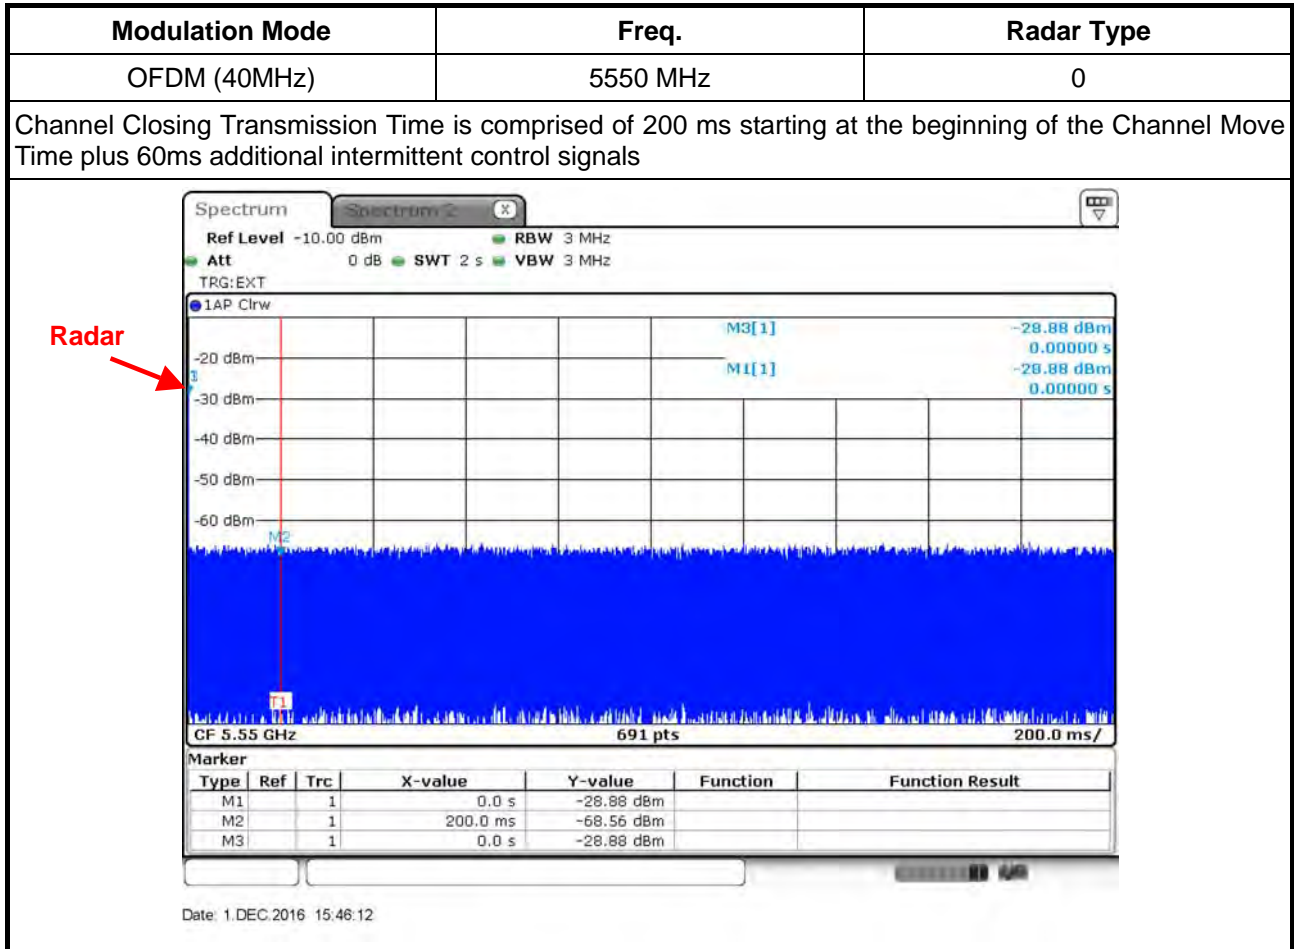 Modulation Mode Freq. Radar Type
OFDM (40MHz) 5550 MHz 0
Channel Closing Transmission Time is comprised of 200 ms starting at the beginning of the Channel Move
Time plus 60ms additional intermittent control signals
Spectrum Spectrum 2 X
Ref Level -10.00 dBm RBW 3 MHz
Att 0 dB SWT 2 s VBW 3 MHz
TRG:EXT
1AP Clrw
Radar
M3[1] -28.88 dBm
0.00000 s
M1[1] -28.88 dBm
0.00000 s
-20 dBm
-30 dBm
-40 dBm
-50 dBm
-60 dBm
M2
T1
CF 5.55 GHz 691 pts 200.0 ms/
Marker
Type Ref Trc X-value Y-value Function Function Result
M1 1 0.0 s -28.88 dBm
M2 1 200.0 ms -68.56 dBm
M3 1 0.0 s -28.88 dBm
Date: 1.DEC.2016 15:46:12